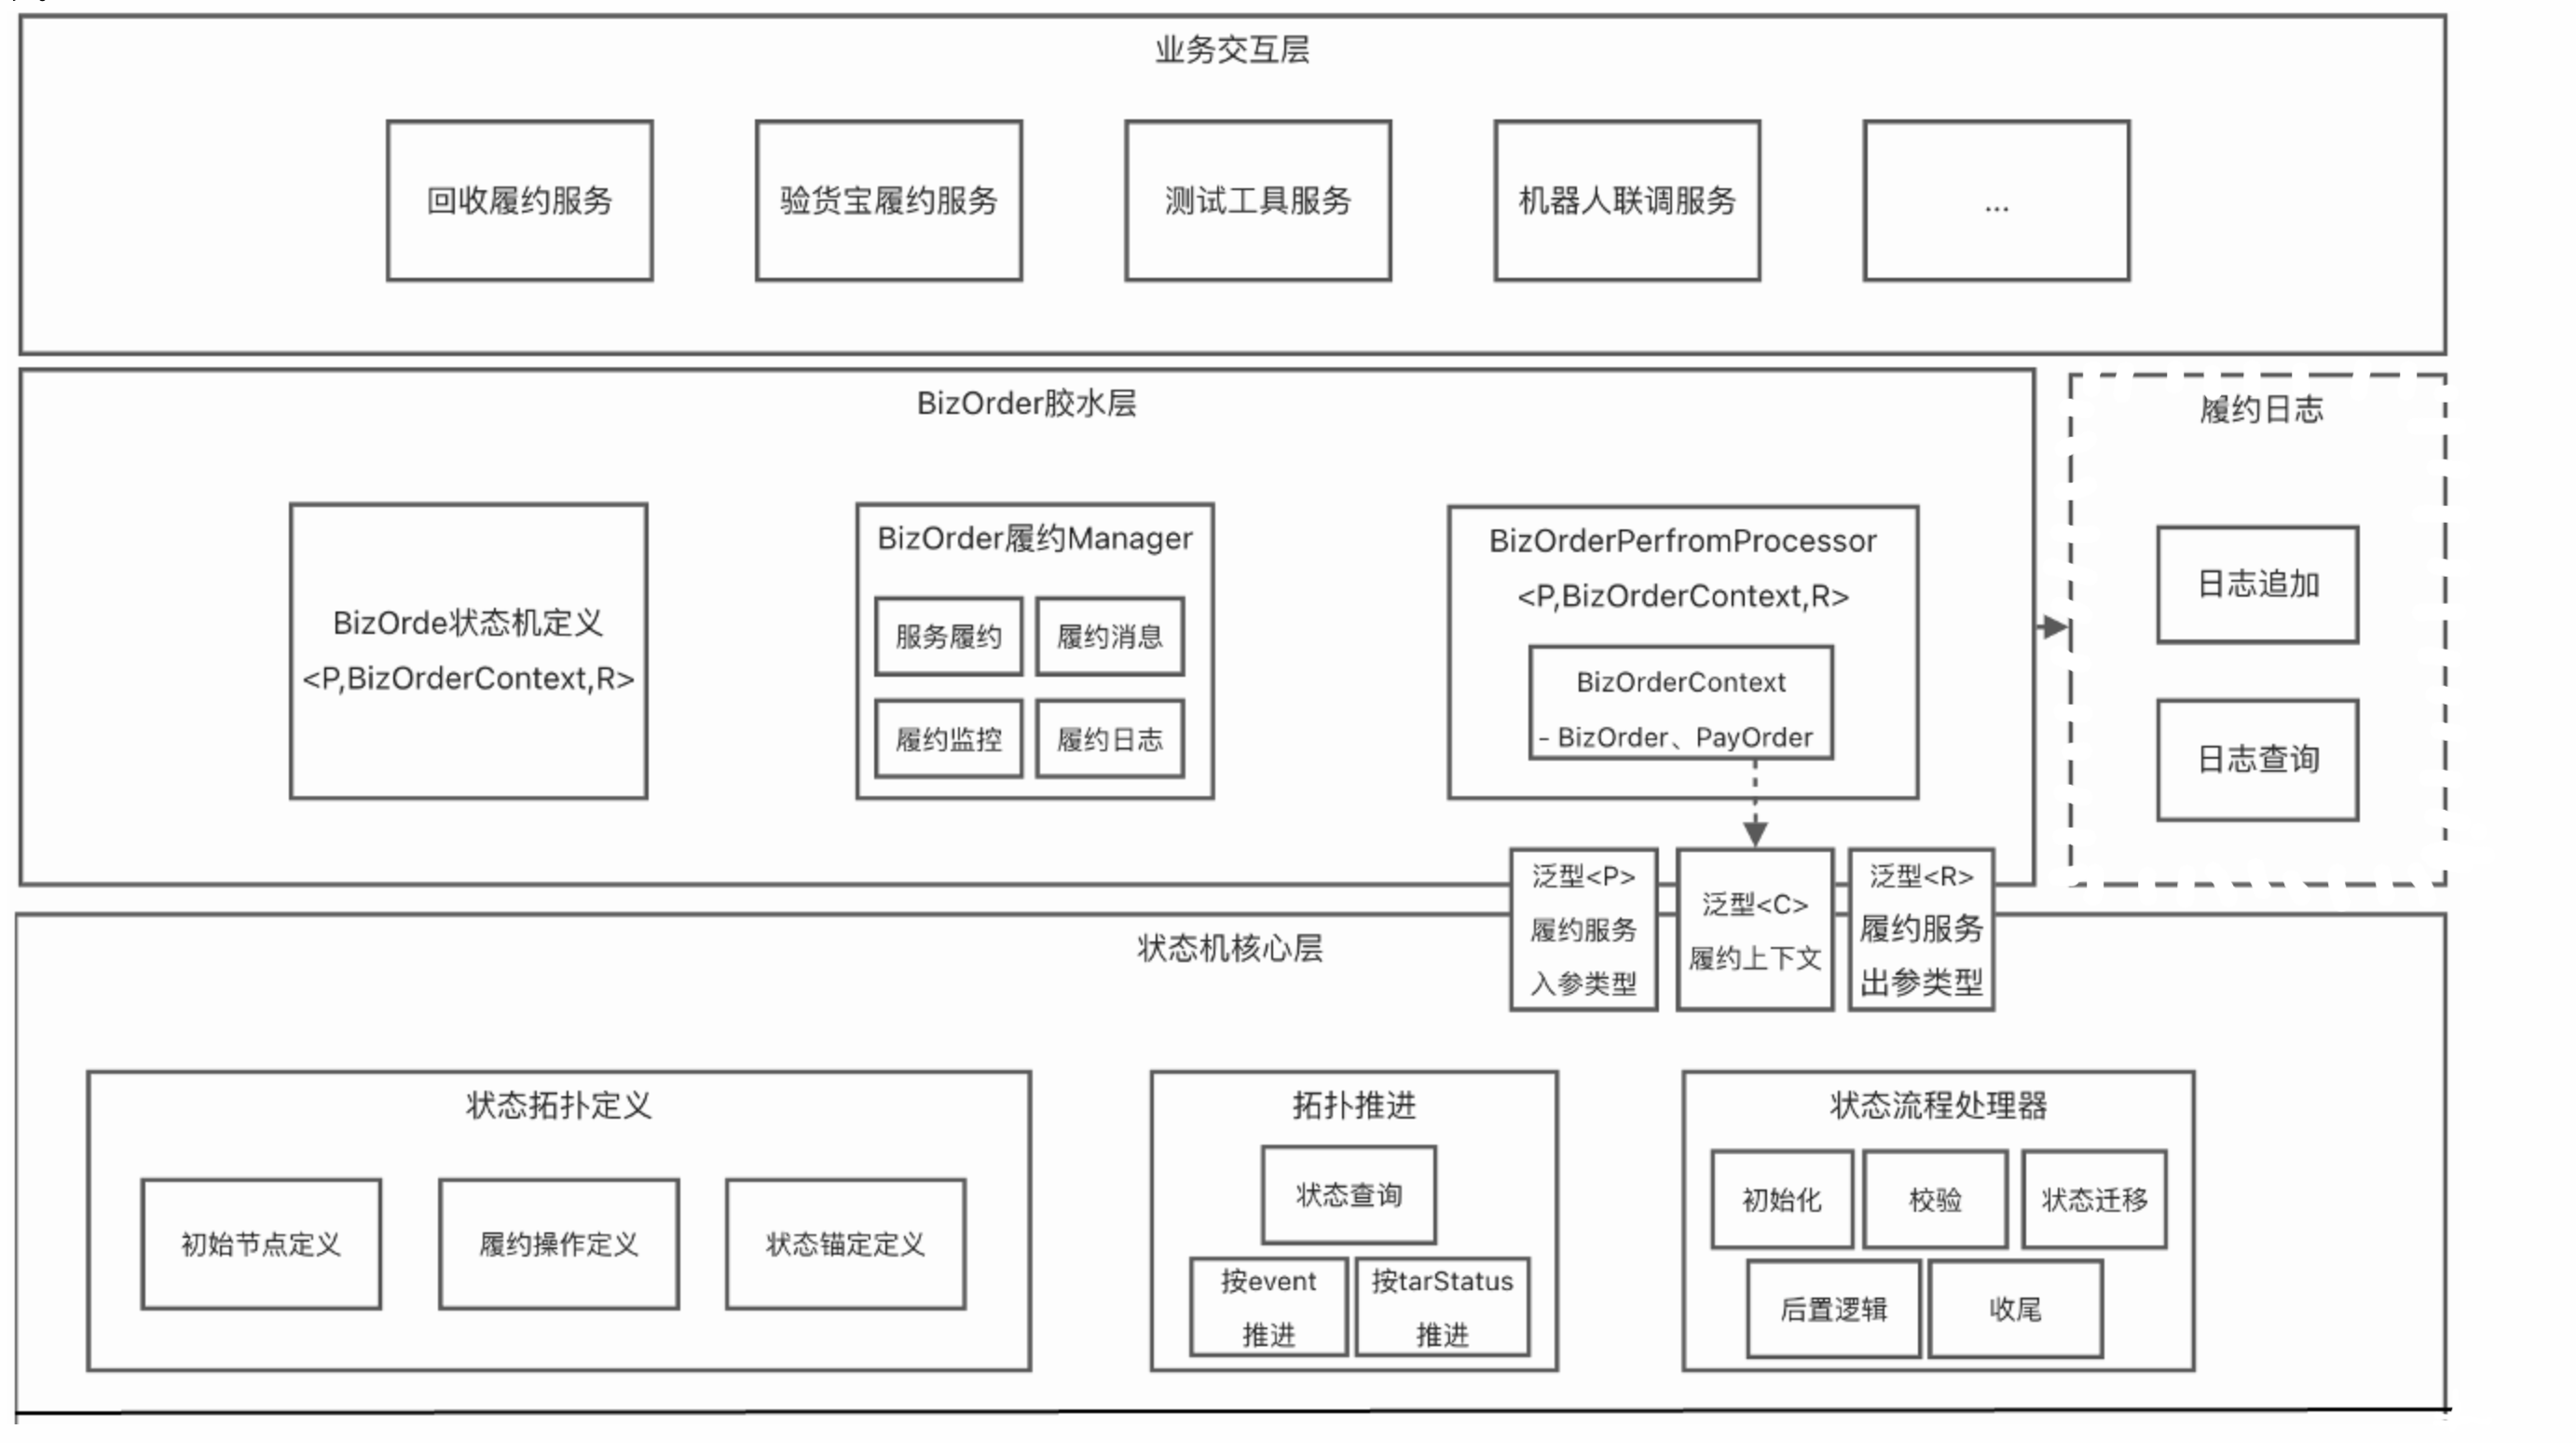 业务交互层
回收履约服务
验货宝履约服务
测试工具服务
机器人联调服务
...
BizOrder胶水层
BizOrde状态机定义
<P,BizOrderContext,R>
BizOrder履约Manager
服务履约
履约消息
履约监控
履约日志
BizOrderPerfromProcessor
<P,BizOrderContext,R>
BizOrderContext
- BizOrder、PayOrder
履约日志
日志追加
日志查询
泛型<P>
履约服务
入参类型
泛型<C>
履约上下文
泛型<R>
履约服务
出参类型
状态机核心层
状态拓扑定义
初始节点定义
履约操作定义
状态锚定定义
拓扑推进
状态查询
按event
推进
按tarStatus
推进
状态流程处理器
初始化
校验
状态迁移
后置逻辑
收尾